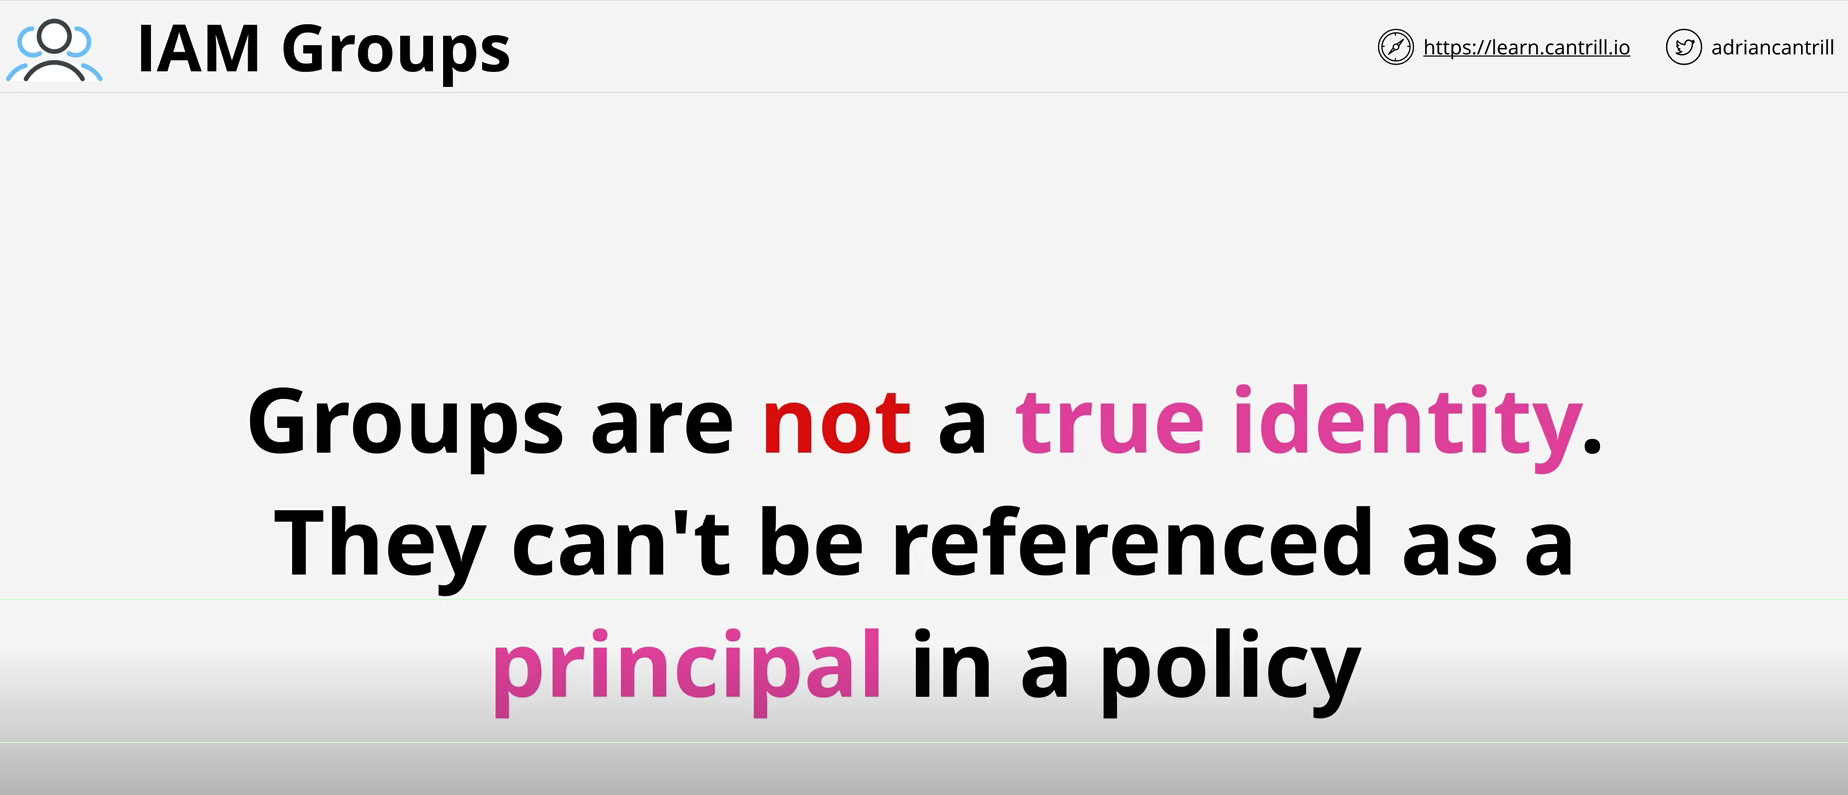 IAM Groups
https://learn.cantrill.io
adriancantrill
Groups are not a true identity.
They can't be referenced as a
principal in a policy